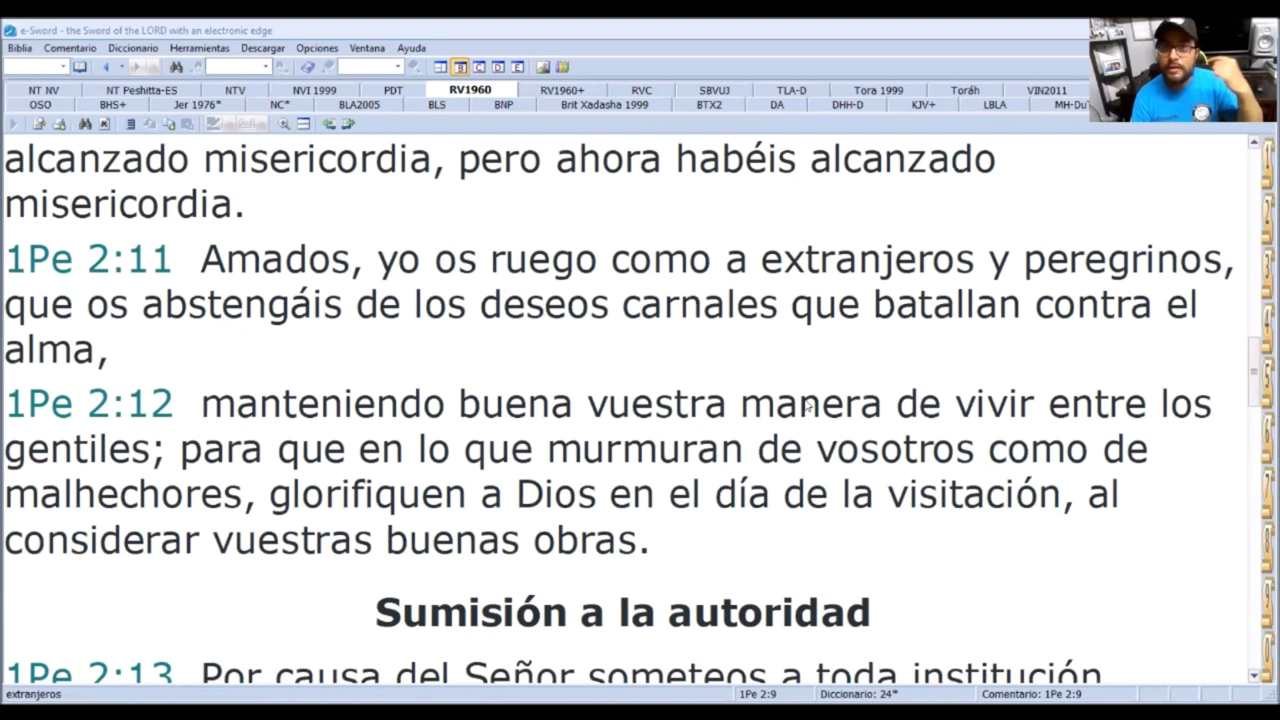 e-Sword - the Sword of the LORD with an electronic edge
Biblia Comentario Diccionario Herramientas Descargar Opciones Ventana Ayuda
NT NV NT Peshitta-ES NTV NVI 1999 PDT RV1960 RV1960+ RVC SBVUJ TLA-D Tora 1999 Toráh VIN2011
OSO BHS+ Jer 1976* NC* BLA2005 BLS BNP Brit Xadasha 1999 BTX2 DA DHH-D KJV+ LBLA MH-DuT
alcanzado misericordia, pero ahora habéis alcanzado
misericordia.
1Pe 2:11 Amados, yo os ruego como a extranjeros y peregrinos,
que os abstengáis de los deseos carnales que batallan contra el
alma,
1Pe 2:12 manteniendo buena vuestra manera de vivir entre los
gentiles; para que en lo que murmuran de vosotros como de
malhechores, glorifiquen a Dios en el día de la visitación, al
considerar vuestras buenas obras.
Sumisión a la autoridad
1Pe 2:13 Por causa del Señor someteos a toda institución
extranjeros 1Pe 2:9 Diccionario: 24* Comentario: 1Pe 2:9